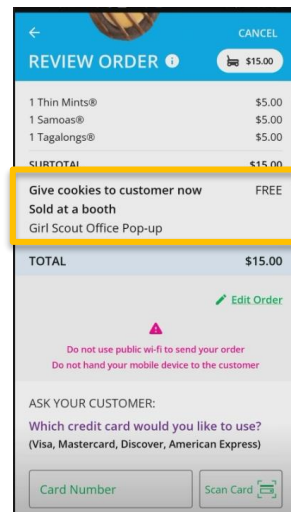 CANCEL
REVIEW ORDER i $15.00
1 Thin Mints® $5.00
1 Samoas® $5.00
1 Tagalongs® $5.00
SUBTOTAL $15.00
Give cookies to customer now FREE
Sold at a booth
Girl Scout Office Pop-up
TOTAL $15.00
Edit Order
Do not use public wi-fi to send your order
Do not hand your mobile device to the customer
ASK YOUR CUSTOMER:
Which credit card would you like to use?
(Visa, Mastercard, Discover, American Express)
Card Number Scan Card